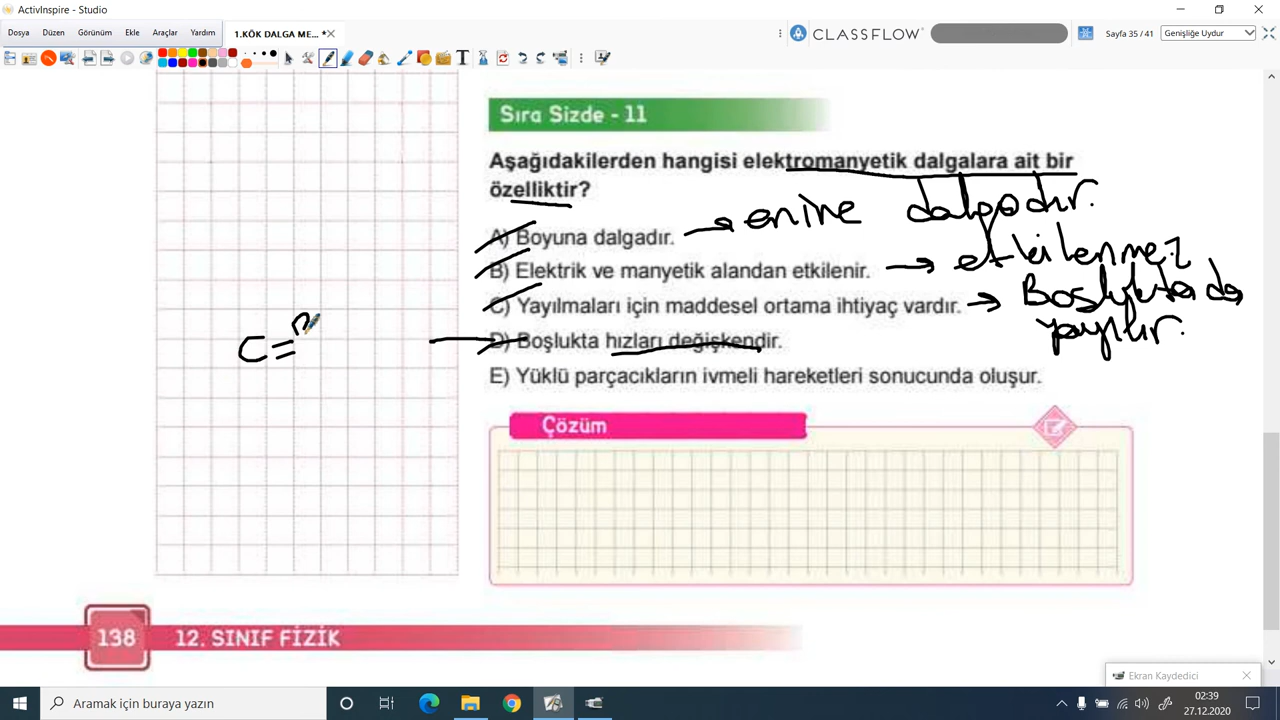 ActivInspire - Studio
Dosya Düzen Görünüm Ekle Araçlar Yardım
1.KÖK DALGA ME... *
CLASSFLOW
Sayfa 35 / 41
Genişliğe Uydur
Sıra Sizde - 11
Aşağıdakilerden hangisi elektromanyetik dalgalara ait bir
özelliktir?
enine dalgadır.
A) Boyuna dalgadır.
B) Elektrik ve manyetik alandan etkilenir.
etkilenmez
C) Yayılmaları için maddesel ortama ihtiyaç vardır.
Boşlukta da
yayılır.
D) Boşlukta hızları değişkendir.
C=
E) Yüklü parçacıkların ivmeli hareketleri sonucunda oluşur.
Çözüm
138 12. SINIF FİZİK
Ekran Kaydedici
Aramak için buraya yazın
02:39
27.12.2020